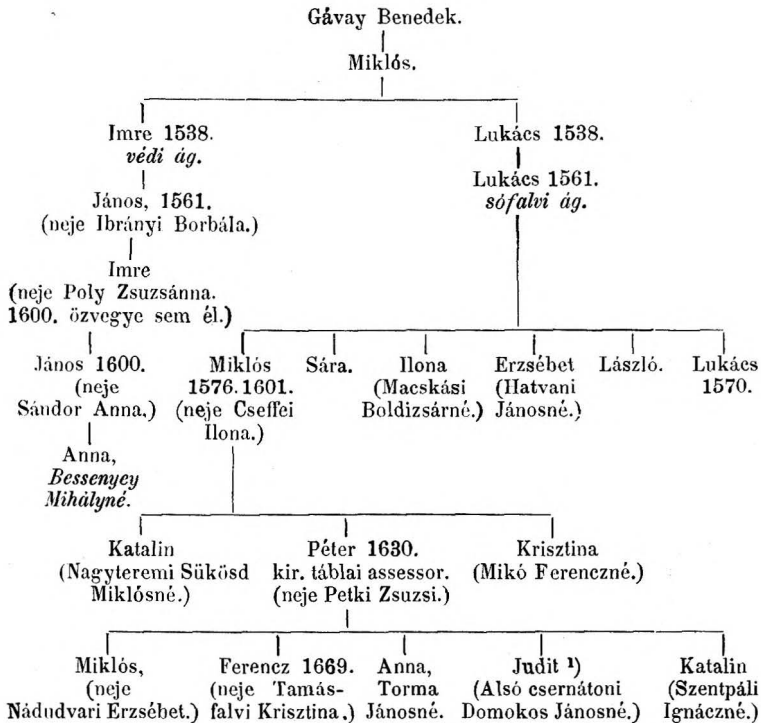 Gávay Benedek.
Miklós.
Imre 1538.
védi ág.
Lukács 1538.
Lukács 1561.
sófalvi ág.
János, 1561.
(neje Ibrányi Borbála.)
Imre
(neje Poly Zsuzsánna.
1600. özvegye sem él.)
János 1600.
(neje
Sándor Anna.)
Anna,
Bessenyey
Mihályné.
Miklós
1576. 1601.
(neje Cseffei
Ilona.)
Sára.
Ilona
(Macskási
Boldizsárné.)
Erzsébet
(Hatvani
Jánosné.)
László.
Lukács
1570.
Katalin
(Nagyteremi Sükösd
Miklósné.)
Péter 1630.
kir. táblai assessor.
(neje Petki Zsuzsi.)
Krisztina
(Mikó Ferenczné.)
Miklós,
(neje
Nádudvari Erzsébet.)
Ferencz 1669.
(neje Tamás-
falvi Krisztina.)
Anna,
Torma
Jánosné.
Judit ¹)
(Alsó csernátoni
Domokos Jánosné.)
Katalin
(Szentpáli
Ignáczné.)